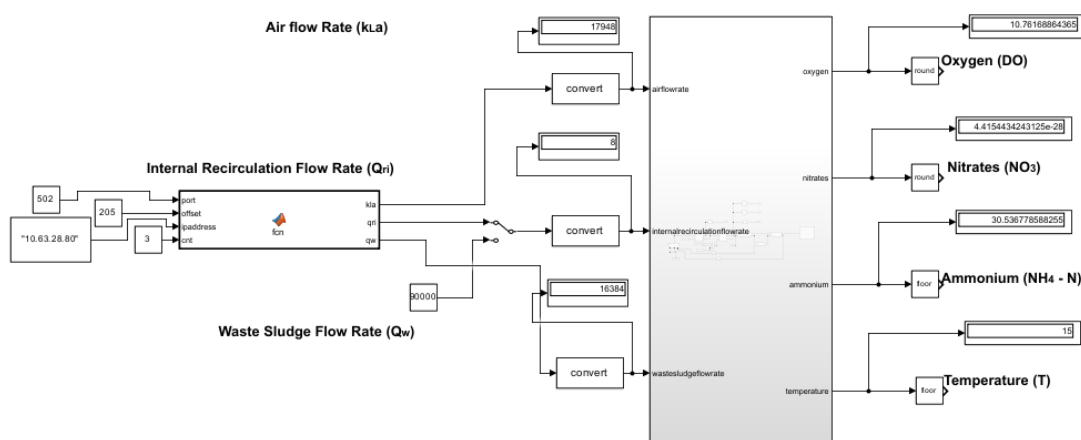 Air flow Rate (kLa)
17948
convert
airflowrate
8
Internal Recirculation Flow Rate (Qri)
502
205
"10.63.28.80"
3
port
offset
ipaddress
cnt
fcn
kla
qri
qw
convert
internalrecirculationflowrate
90000
16384
Waste Sludge Flow Rate (Qw)
convert
wastesludgeflowrate
10.76168864365
oxygen
round
Oxygen (DO)
4.4154434243125e-28
nitrates
round
Nitrates (NO3)
30.536778588255
ammonium
floor
Ammonium (NH4 - N)
15
temperature
floor
Temperature (T)